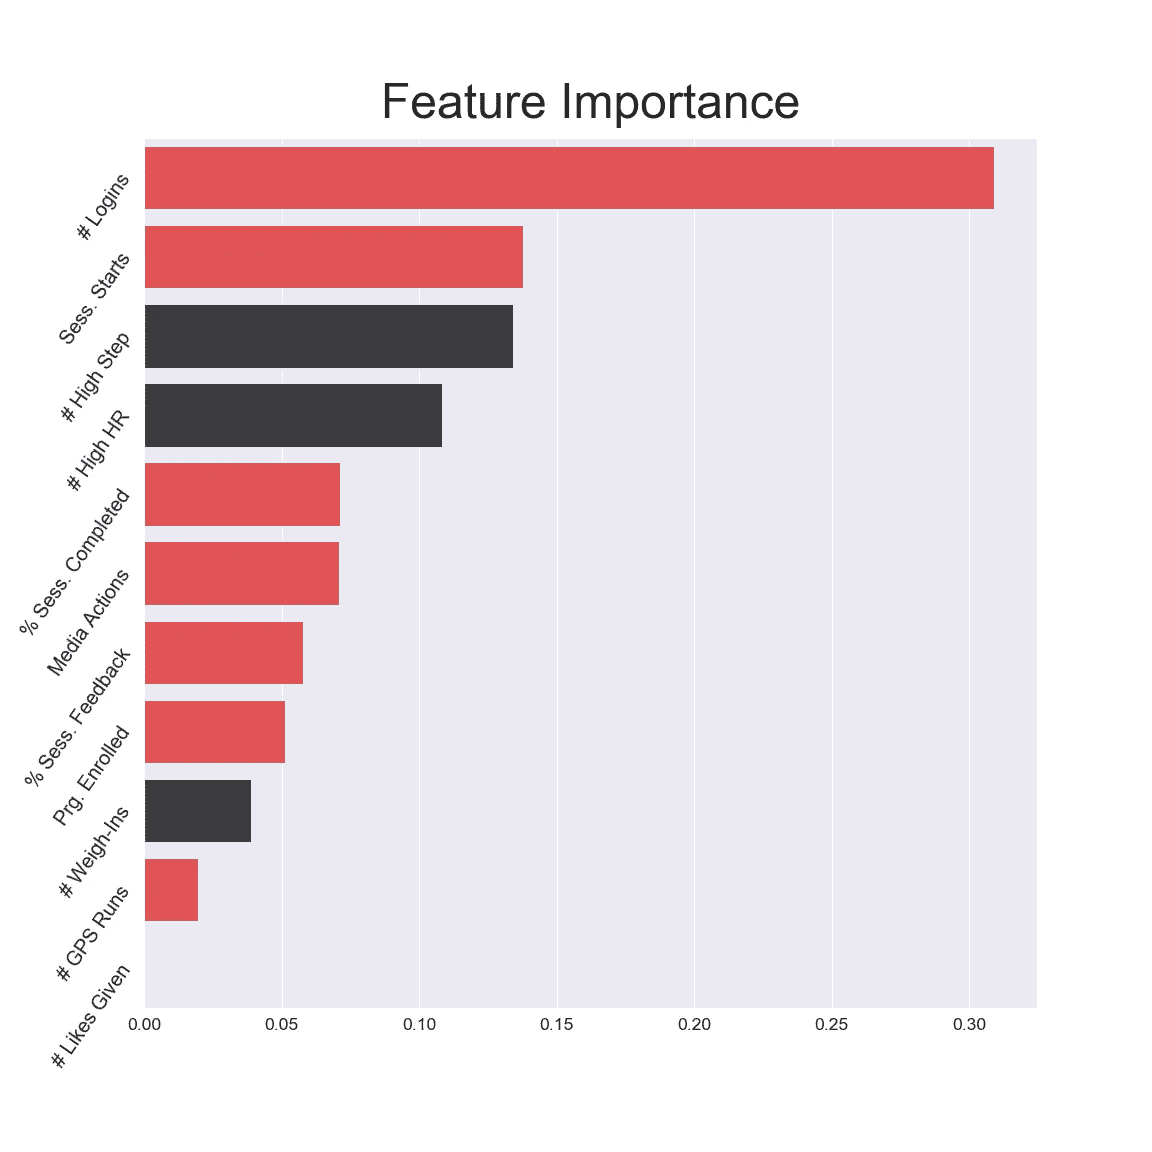 Feature Importance
# Logins
Sess. Starts
# High Step
# High HR
% Sess. Completed
Media Actions
% Sess. Feedback
Prg. Enrolled
# Weigh-Ins
# GPS Runs
# Likes Given
0.00 0.05 0.10 0.15 0.20 0.25 0.30